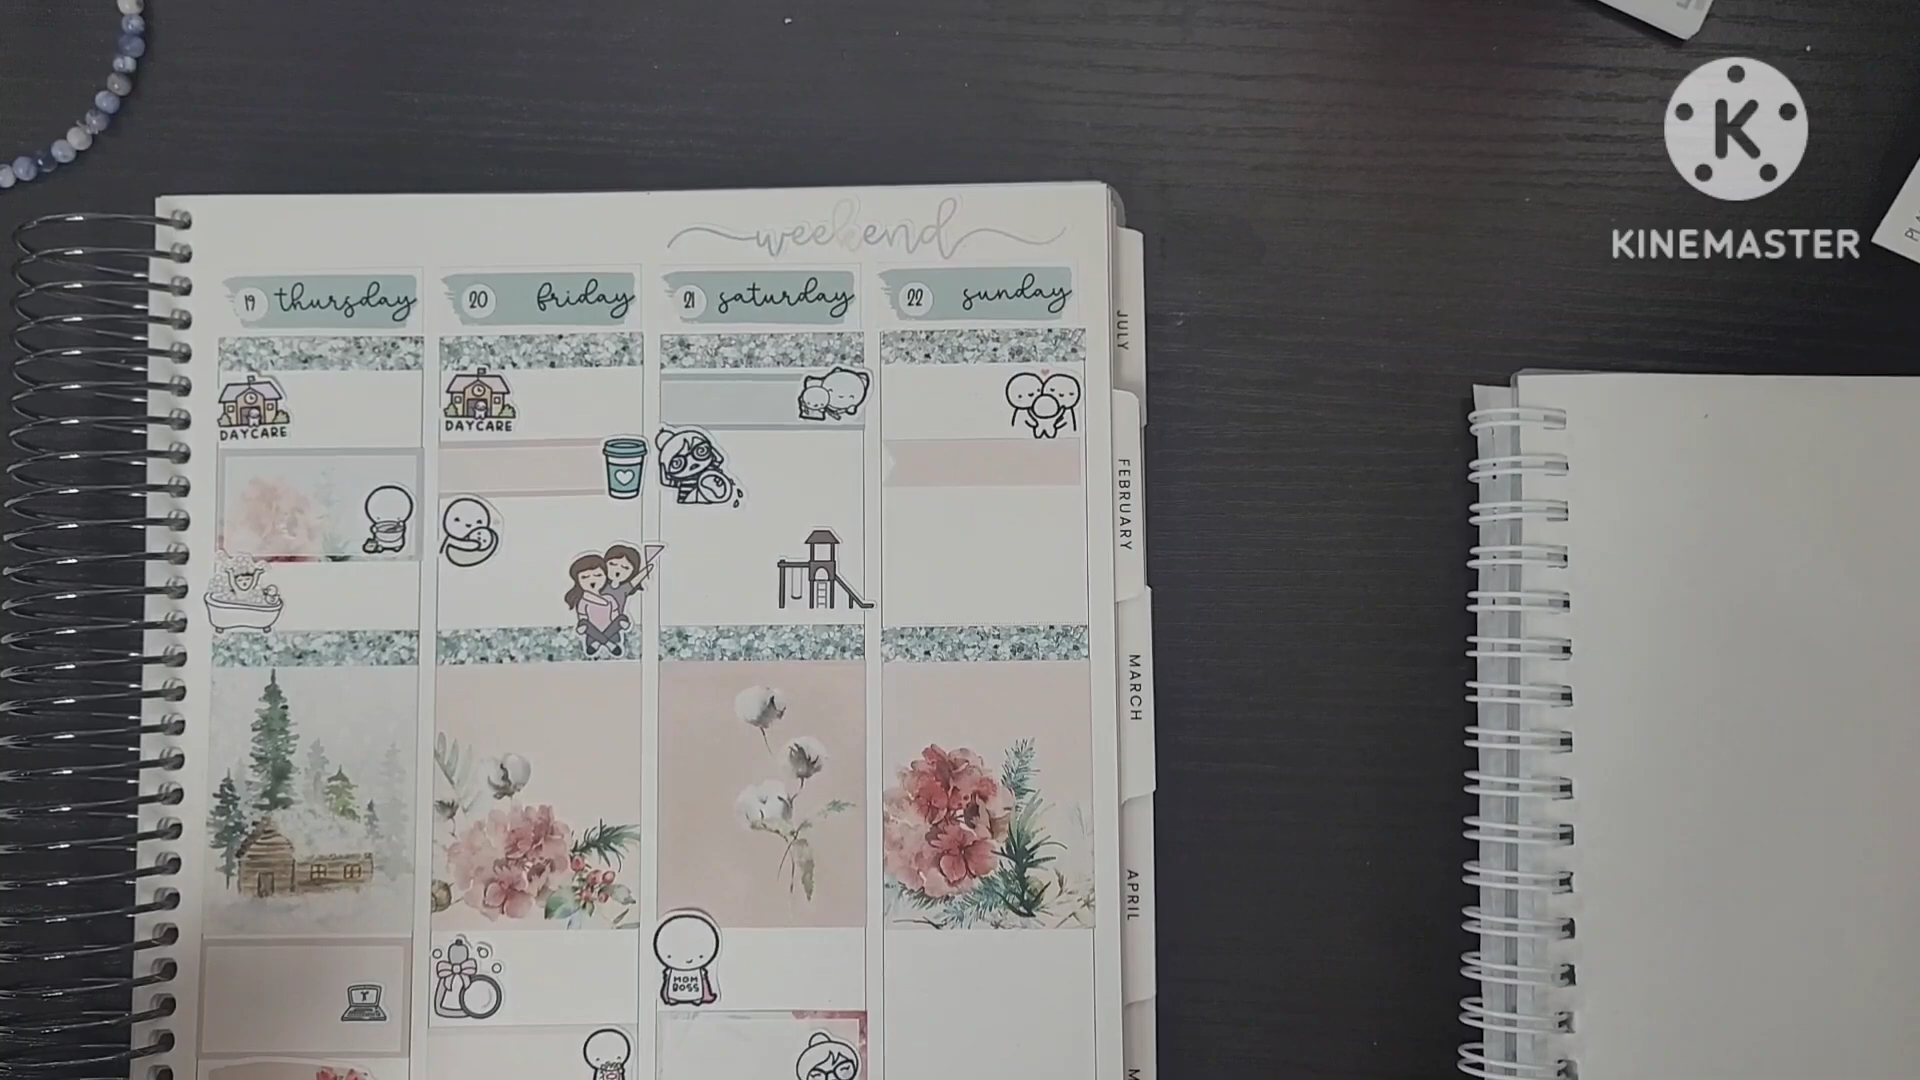 K
KINEMASTER
weekend
19 thursday
20 friday
21 saturday
22 sunday
DAYCARE
DAYCARE
MOM
BOSS
JULY
FEBRUARY
MARCH
APRIL